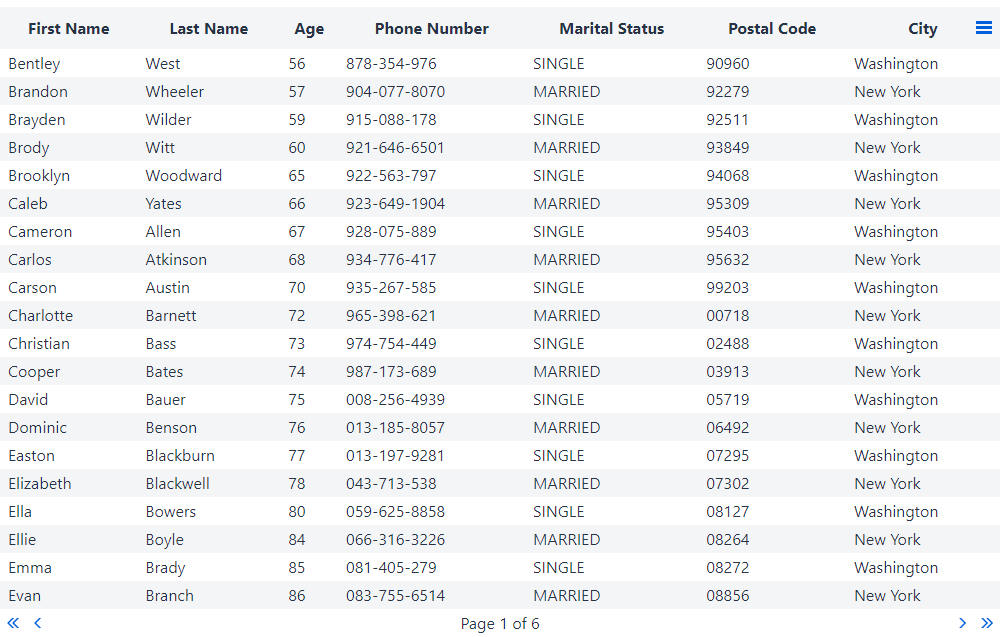 First Name Last Name Age Phone Number Marital Status Postal Code City
Bentley West 56 878-354-976 SINGLE 90960 Washington
Brandon Wheeler 57 904-077-8070 MARRIED 92279 New York
Brayden Wilder 59 915-088-178 SINGLE 92511 Washington
Brody Witt 60 921-646-6501 MARRIED 93849 New York
Brooklyn Woodward 65 922-563-797 SINGLE 94068 Washington
Caleb Yates 66 923-649-1904 MARRIED 95309 New York
Cameron Allen 67 928-075-889 SINGLE 95403 Washington
Carlos Atkinson 68 934-776-417 MARRIED 95632 New York
Carson Austin 70 935-267-585 SINGLE 99203 Washington
Charlotte Barnett 72 965-398-621 MARRIED 00718 New York
Christian Bass 73 974-754-449 SINGLE 02488 Washington
Cooper Bates 74 987-173-689 MARRIED 03913 New York
David Bauer 75 008-256-4939 SINGLE 05719 Washington
Dominic Benson 76 013-185-8057 MARRIED 06492 New York
Easton Blackburn 77 013-197-9281 SINGLE 07295 Washington
Elizabeth Blackwell 78 043-713-538 MARRIED 07302 New York
Ella Bowers 80 059-625-8858 SINGLE 08127 Washington
Ellie Boyle 84 066-316-3226 MARRIED 08264 New York
Emma Brady 85 081-405-279 SINGLE 08272 Washington
Evan Branch 86 083-755-6514 MARRIED 08856 New York
Page 1 of 6